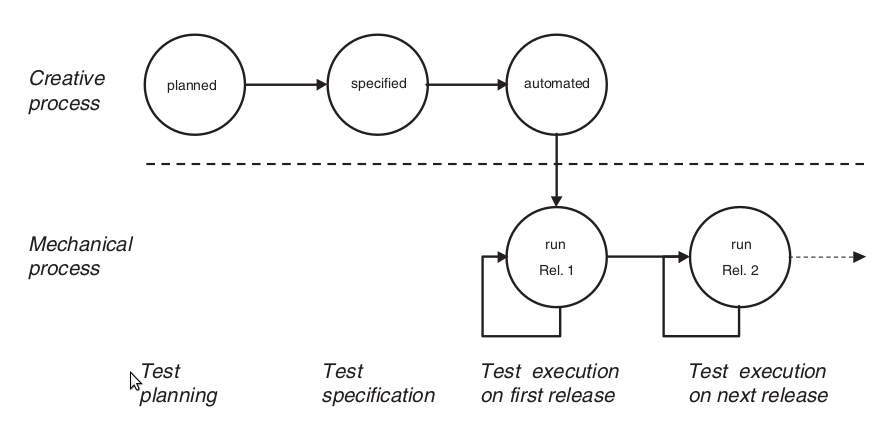 Creative
process
planned
specified
automated
Mechanical
process
run
Rel. 1
run
Rel. 2
Test
planning
Test
specification
Test execution
on first release
Test execution
on next release